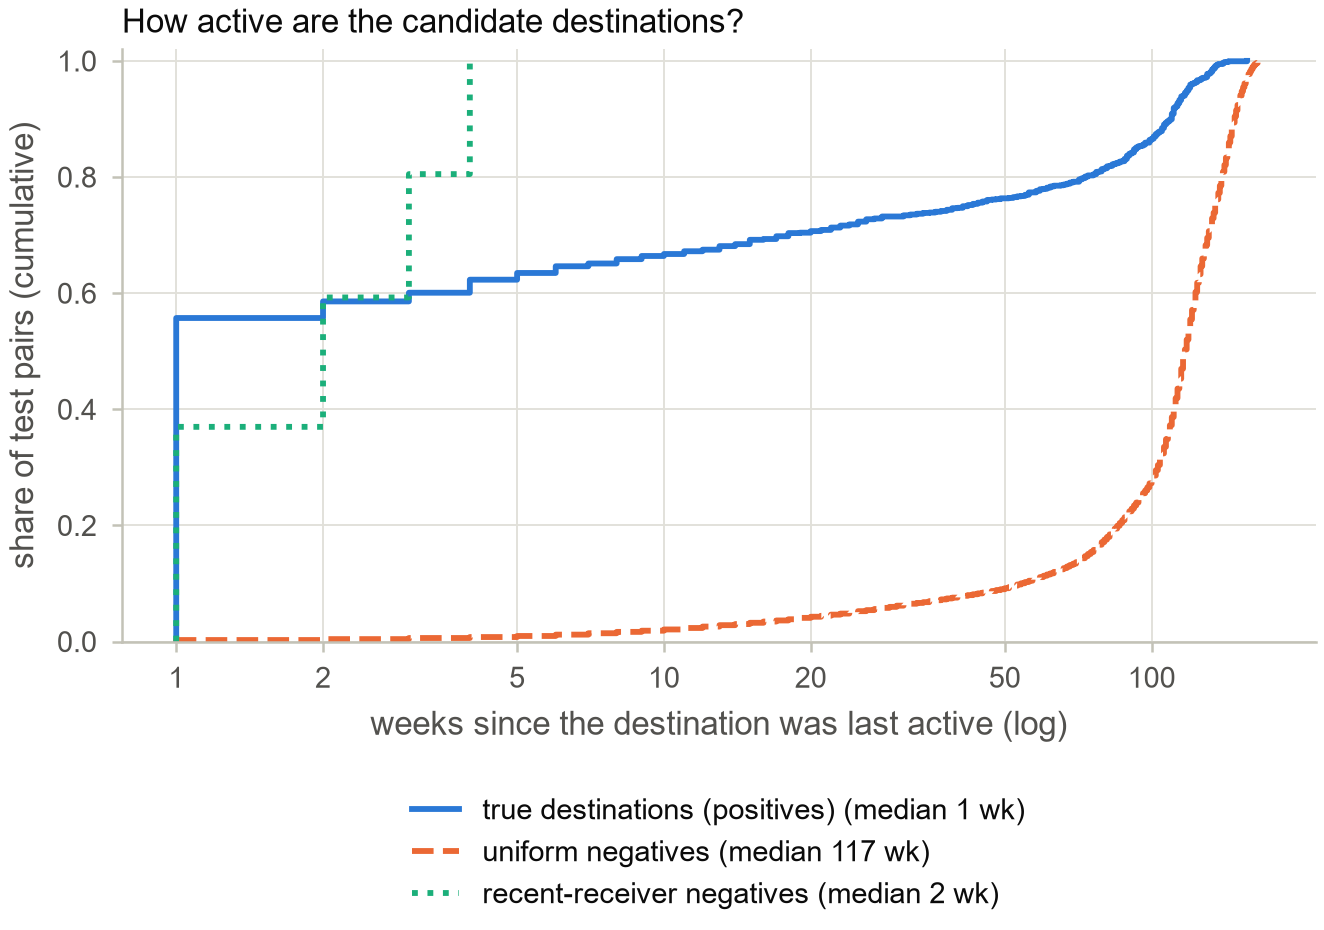 How active are the candidate destinations?
share of test pairs (cumulative)
1.0
0.8
0.6
0.4
0.2
0.0
1 2 5 10 20 50 100
weeks since the destination was last active (log)
true destinations (positives) (median 1 wk)
uniform negatives (median 117 wk)
recent-receiver negatives (median 2 wk)